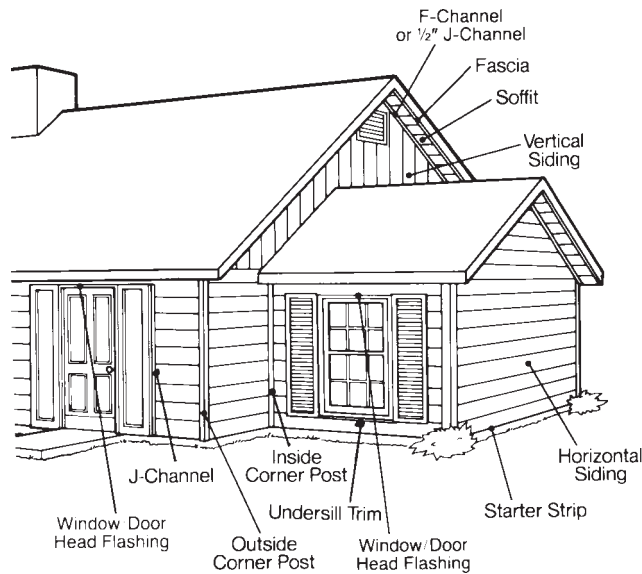 F-Channel
or ½" J-Channel
Fascia
Soffit
Vertical
Siding
Horizontal
Siding
Starter Strip
Inside
Corner Post
J-Channel
Undersill Trim
Window/Door
Head Flashing
Outside
Corner Post
Window/Door
Head Flashing